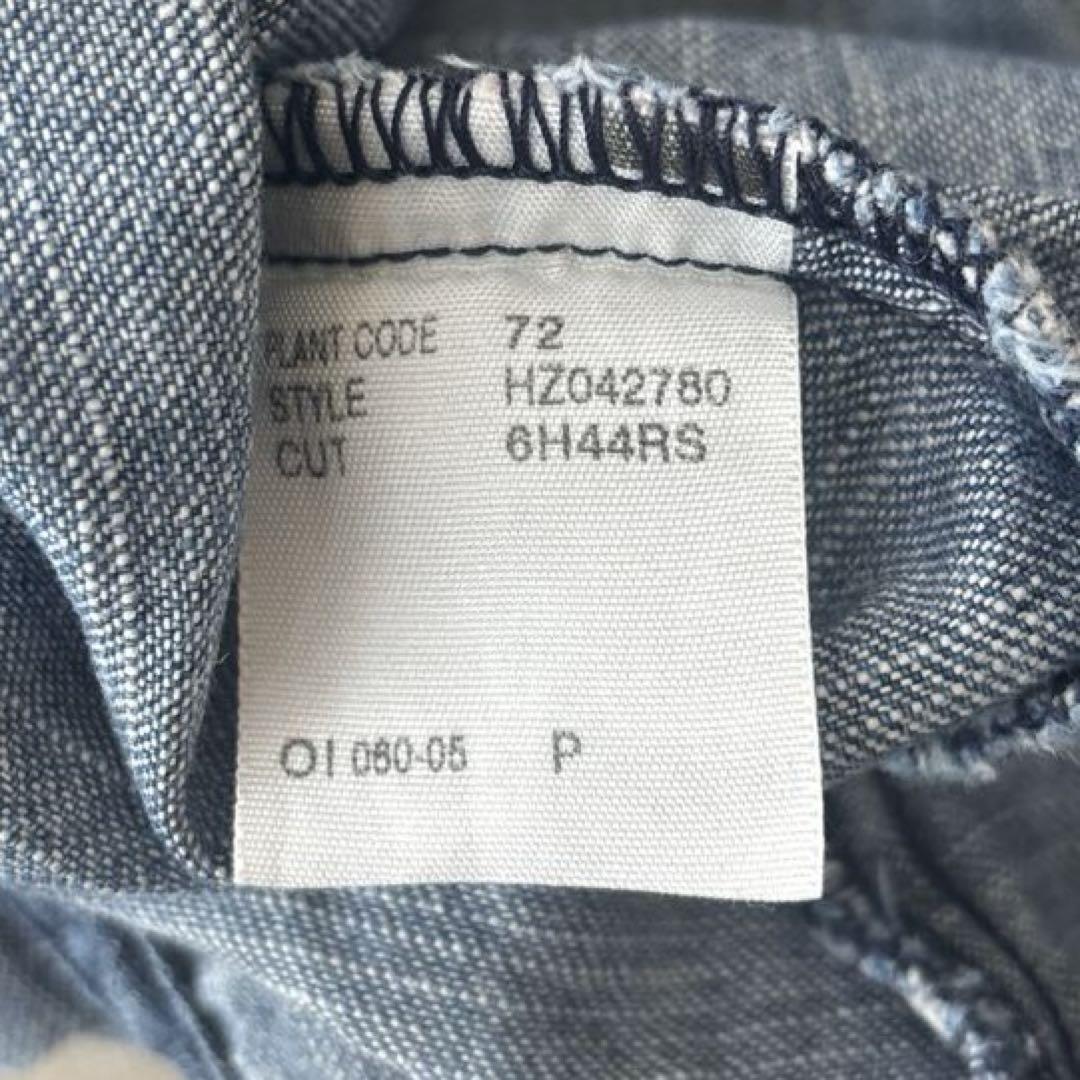 PLANT CODE 72
STYLE HZ042780
CUT 6H44RS
OI 080-05 P